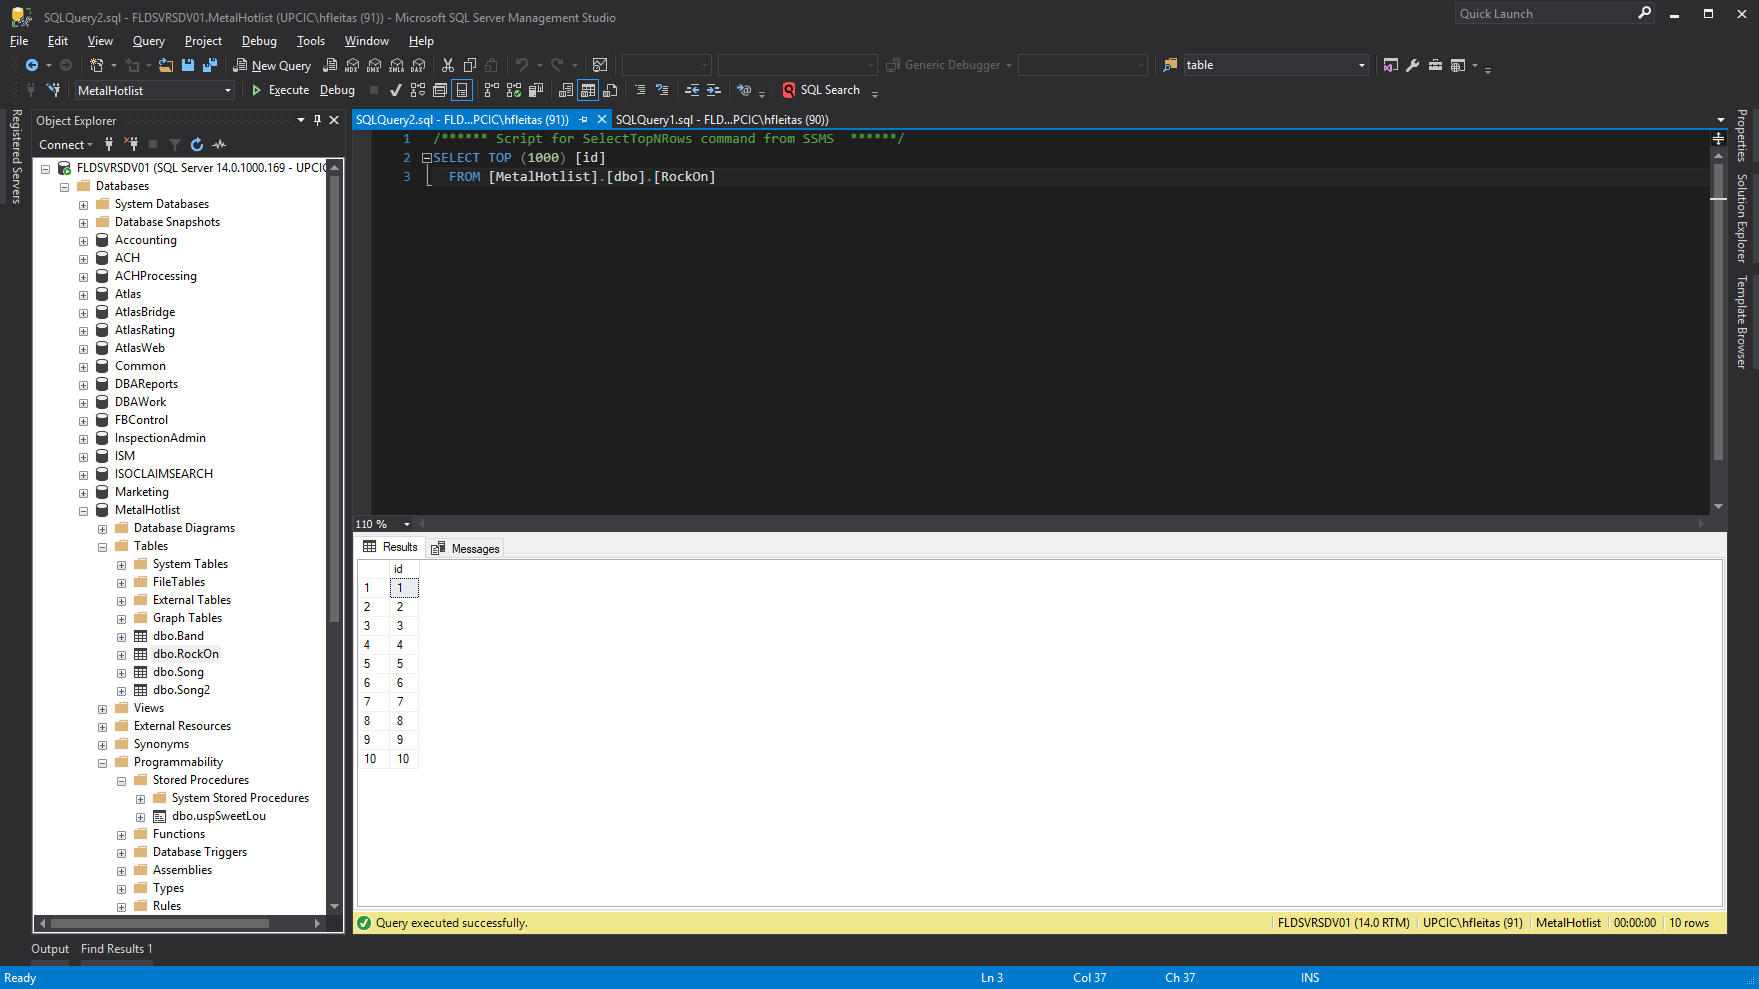 SQLQuery2.sql - FLDSVRSDV01.MetalHotlist (UPCIC\hfleitas (91)) - Microsoft SQL Server Management Studio
Quick Launch
File Edit View Query Project Debug Tools Window Help
New Query
MDX DMX XMLA DAX
Generic Debugger
table
MetalHotlist
Execute Debug
SQL Search
Registered Servers
Object Explorer
Connect
FLDSVRSDV01 (SQL Server 14.0.1000.169 - UPCIC
Databases
System Databases
Database Snapshots
Accounting
ACH
ACHProcessing
Atlas
AtlasBridge
AtlasRating
AtlasWeb
Common
DBAReports
DBAWork
FBControl
InspectionAdmin
ISM
ISOCLAIMSEARCH
Marketing
MetalHotlist
Database Diagrams
Tables
System Tables
FileTables
External Tables
Graph Tables
dbo.Band
dbo.RockOn
dbo.Song
dbo.Song2
Views
External Resources
Synonyms
Programmability
Stored Procedures
System Stored Procedures
dbo.uspSweetLou
Functions
Database Triggers
Assemblies
Types
Rules
SQLQuery2.sql - FLD...PCIC\hfleitas (91))
SQLQuery1.sql - FLD...PCIC\hfleitas (90))
1 /****** Script for SelectTopNRows command from SSMS ******/
2 SELECT TOP (1000) [id]
3 FROM [MetalHotlist].[dbo].[RockOn]
110 %
Results Messages
id
1 1
2 2
3 3
4 4
5 5
6 6
7 7
8 8
9 9
10 10
Query executed successfully.
FLDSVRSDV01 (14.0 RTM) UPCIC\hfleitas (91) MetalHotlist 00:00:00 10 rows
Properties
Solution Explorer
Template Browser
Output Find Results 1
Ready Ln 3 Col 37 Ch 37 INS